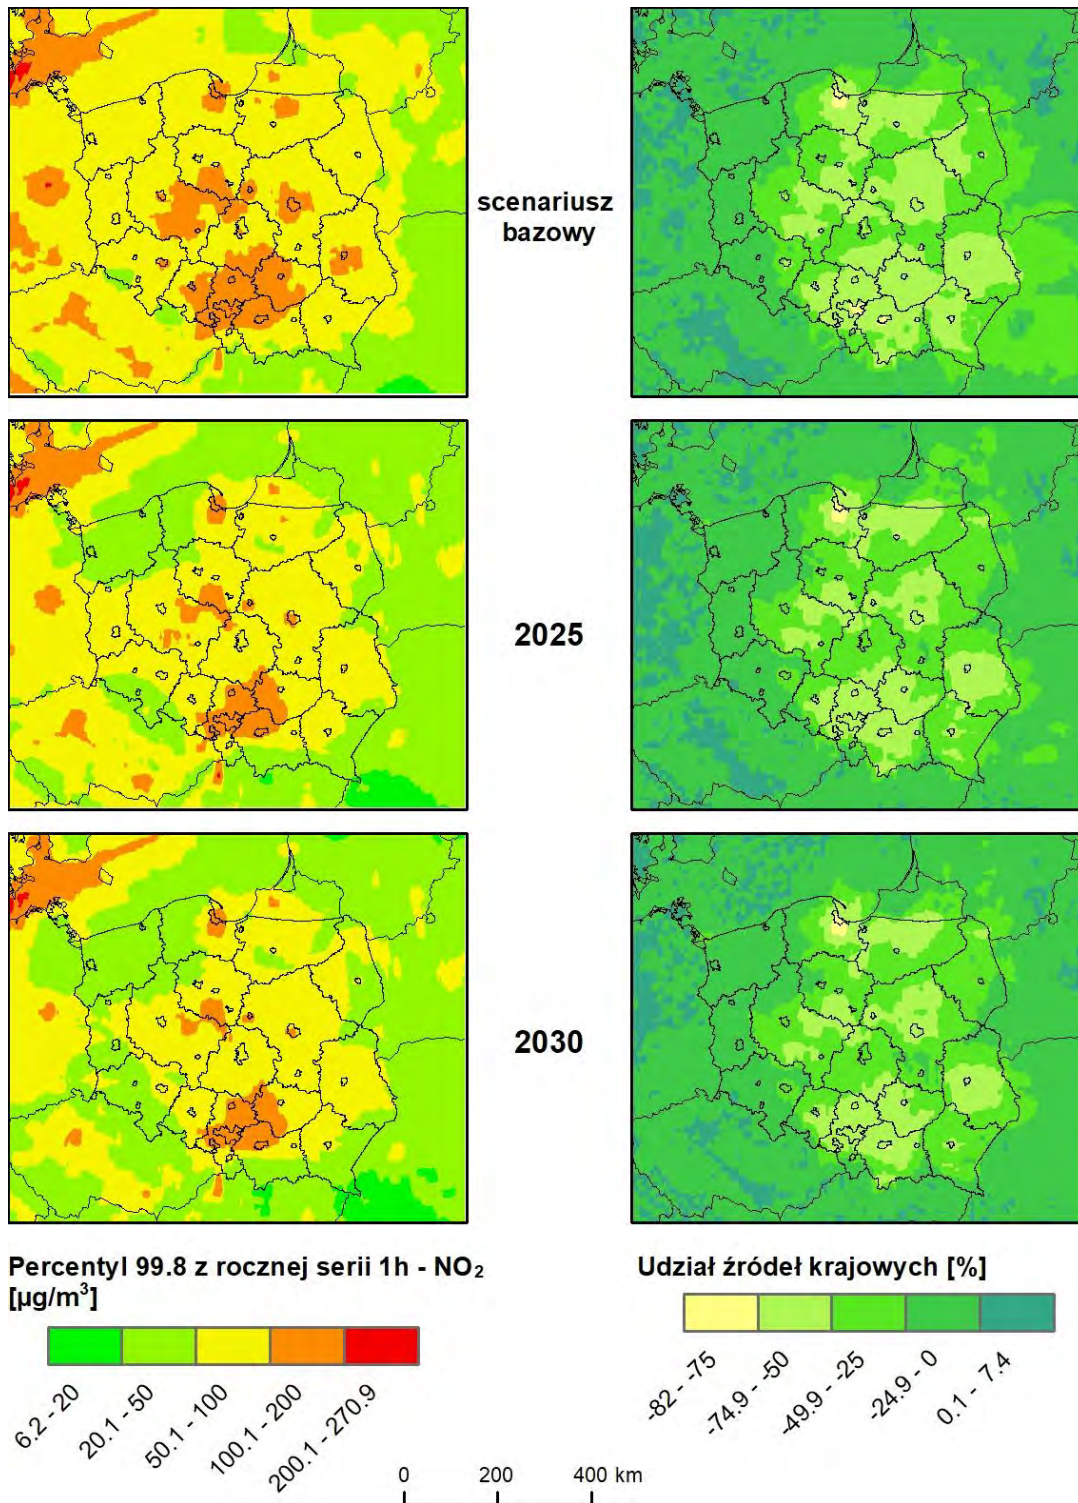 scenariusz
bazowy
2025
2030
Percentyl 99.8 z rocznej serii 1h - NO₂
[µg/m³]
6.2 - 20
20.1 - 50
50.1 - 100
100.1 - 200
200.1 - 270.9
Udział źródeł krajowych [%]
-82 - -75
-74.9 - -50
-49.9 - -25
-24.9 - 0
0.1 - 7.4
0 200 400 km